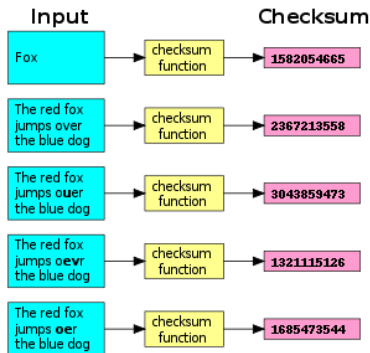 Input
Checksum
Fox
checksum
function
1582054665
The red fox
jumps over
the blue dog
checksum
function
2367213558
The red fox
jumps ouer
the blue dog
checksum
function
3043859473
The red fox
jumps oevr
the blue dog
checksum
function
1321115126
The red fox
jumps oer
the blue dog
checksum
function
1685473544